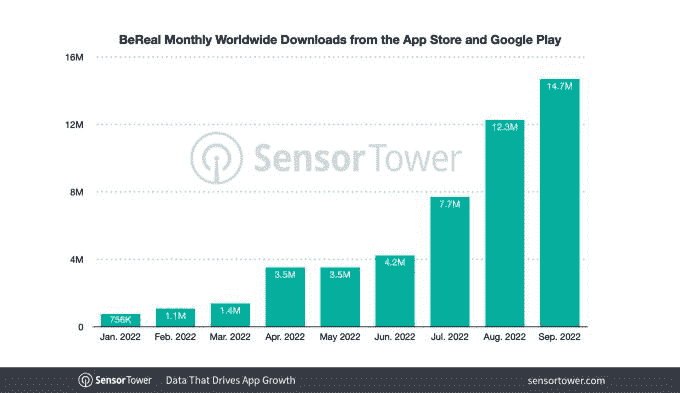 BeReal Monthly Worldwide Downloads from the App Store and Google Play
16M
12M
8M
4M
0
SensorTower
756K
1.1M
1.4M
3.5M
3.5M
4.2M
7.7M
12.3M
14.7M
Jan. 2022 Feb. 2022 Mar. 2022 Apr. 2022 May 2022 Jun. 2022 Jul. 2022 Aug. 2022 Sep. 2022
SensorTower Data That Drives App Growth sensortower.com